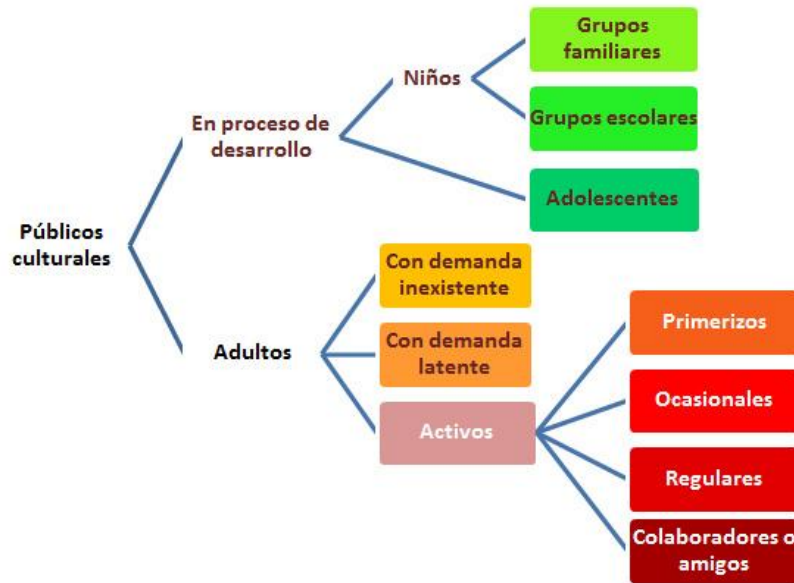 Públicos
culturales
En proceso de
desarrollo
Niños
Grupos
familiares
Grupos escolares
Adolescentes
Adultos
Con demanda
inexistente
Con demanda
latente
Activos
Primerizos
Ocasionales
Regulares
Colaboradores o
amigos